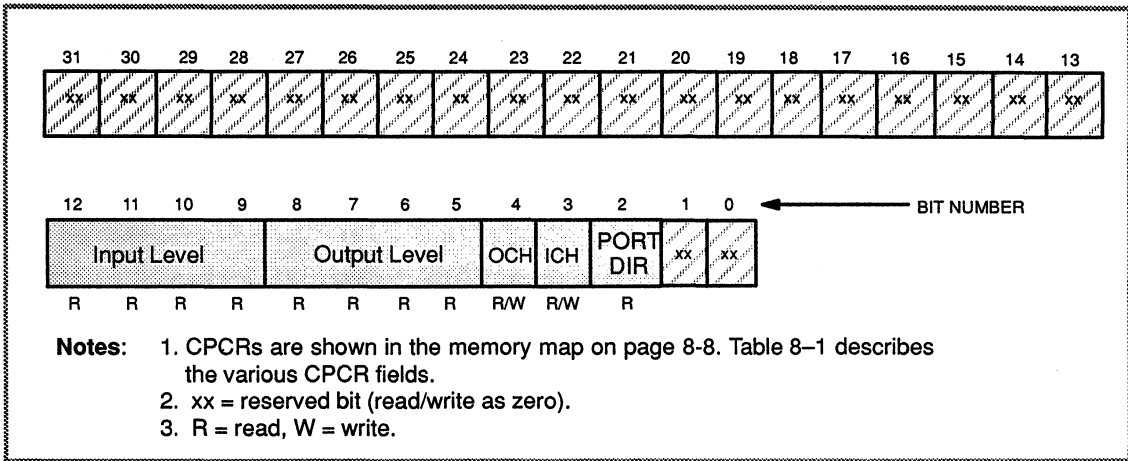 31 30 29 28 27 26 25 24 23 22 21 20 19 18 17 16 15 14 13
xx xx xx xx xx xx xx xx xx xx xx xx xx xx xx xx xx xx xx
12 11 10 9 8 7 6 5 4 3 2 1 0 BIT NUMBER
Input Level Output Level OCH ICH PORT DIR xx xx
R R R R R R R R R/W R/W R
Notes: 1. CPCRs are shown in the memory map on page 8-8. Table 8–1 describes
the various CPCR fields.
2. xx = reserved bit (read/write as zero).
3. R = read, W = write.